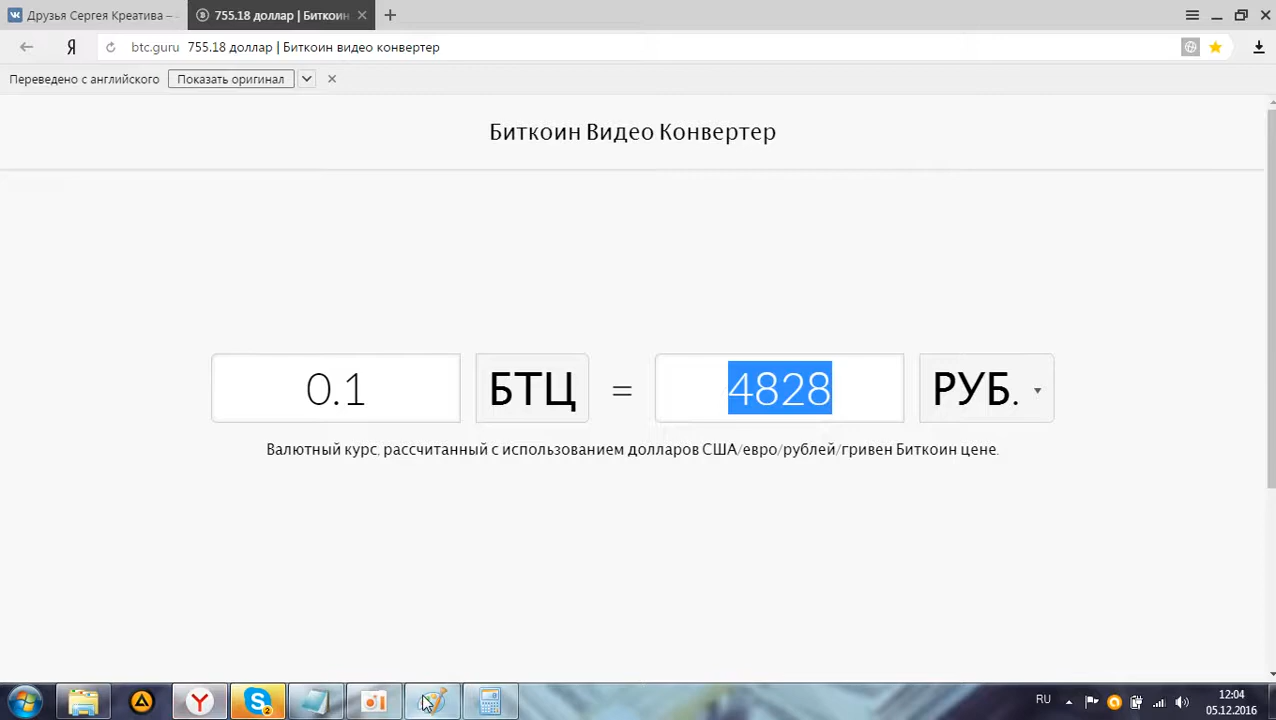 Друзья Сергея Креатива –
755.18 доллар | Биткоин
Я
btc.guru 755.18 доллар | Биткоин видео конвертер
Переведено с английского Показать оригинал
Биткоин Видео Конвертер
0.1 БТЦ = 4828 РУБ.
Валютный курс, рассчитанный с использованием долларов США/евро/рублей/гривен Биткоин цене.
RU
12:04
05.12.2016